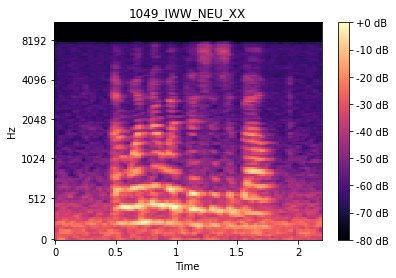 1049_IWW_NEU_XX
+0 dB
8192
-10 dB
4096
-20 dB
-30 dB
2048
Hz
-40 dB
1024
-50 dB
512
-60 dB
-70 dB
0
-80 dB
0 0.5 1 1.5 2
Time